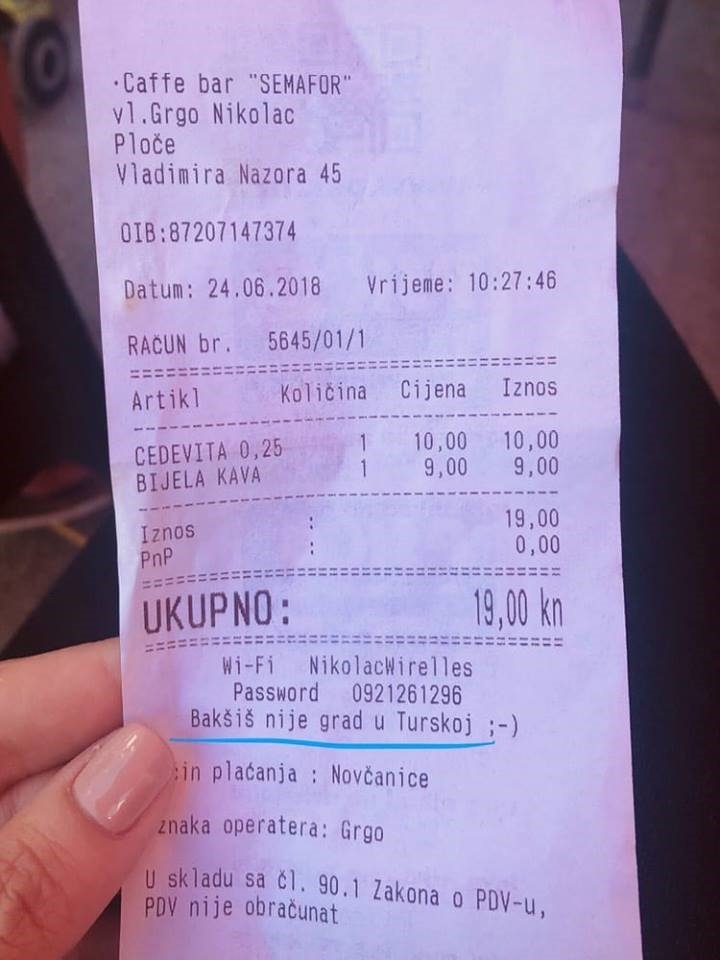 ·Caffe bar "SEMAFOR"
vl.Grgo Nikolac
Ploče
Vladimira Nazora 45
OIB:87207147374
Datum: 24.06.2018 Vrijeme: 10:27:46
RAČUN br. 5645/01/1
Artikl Količina Cijena Iznos
CEDEVITA 0,25 1 10,00 10,00
BIJELA KAVA 1 9,00 9,00
Iznos : 19,00
PnP : 0,00
UKUPNO: 19,00 kn
Wi-Fi NikolacWirelles
Password 0921261296
Bakšiš nije grad u Turskoj ;-)
in plaćanja : Novčanice
znaka operatera: Grgo
U skladu sa čl. 90.1 Zakona o PDV-u,
PDV nije obračunat